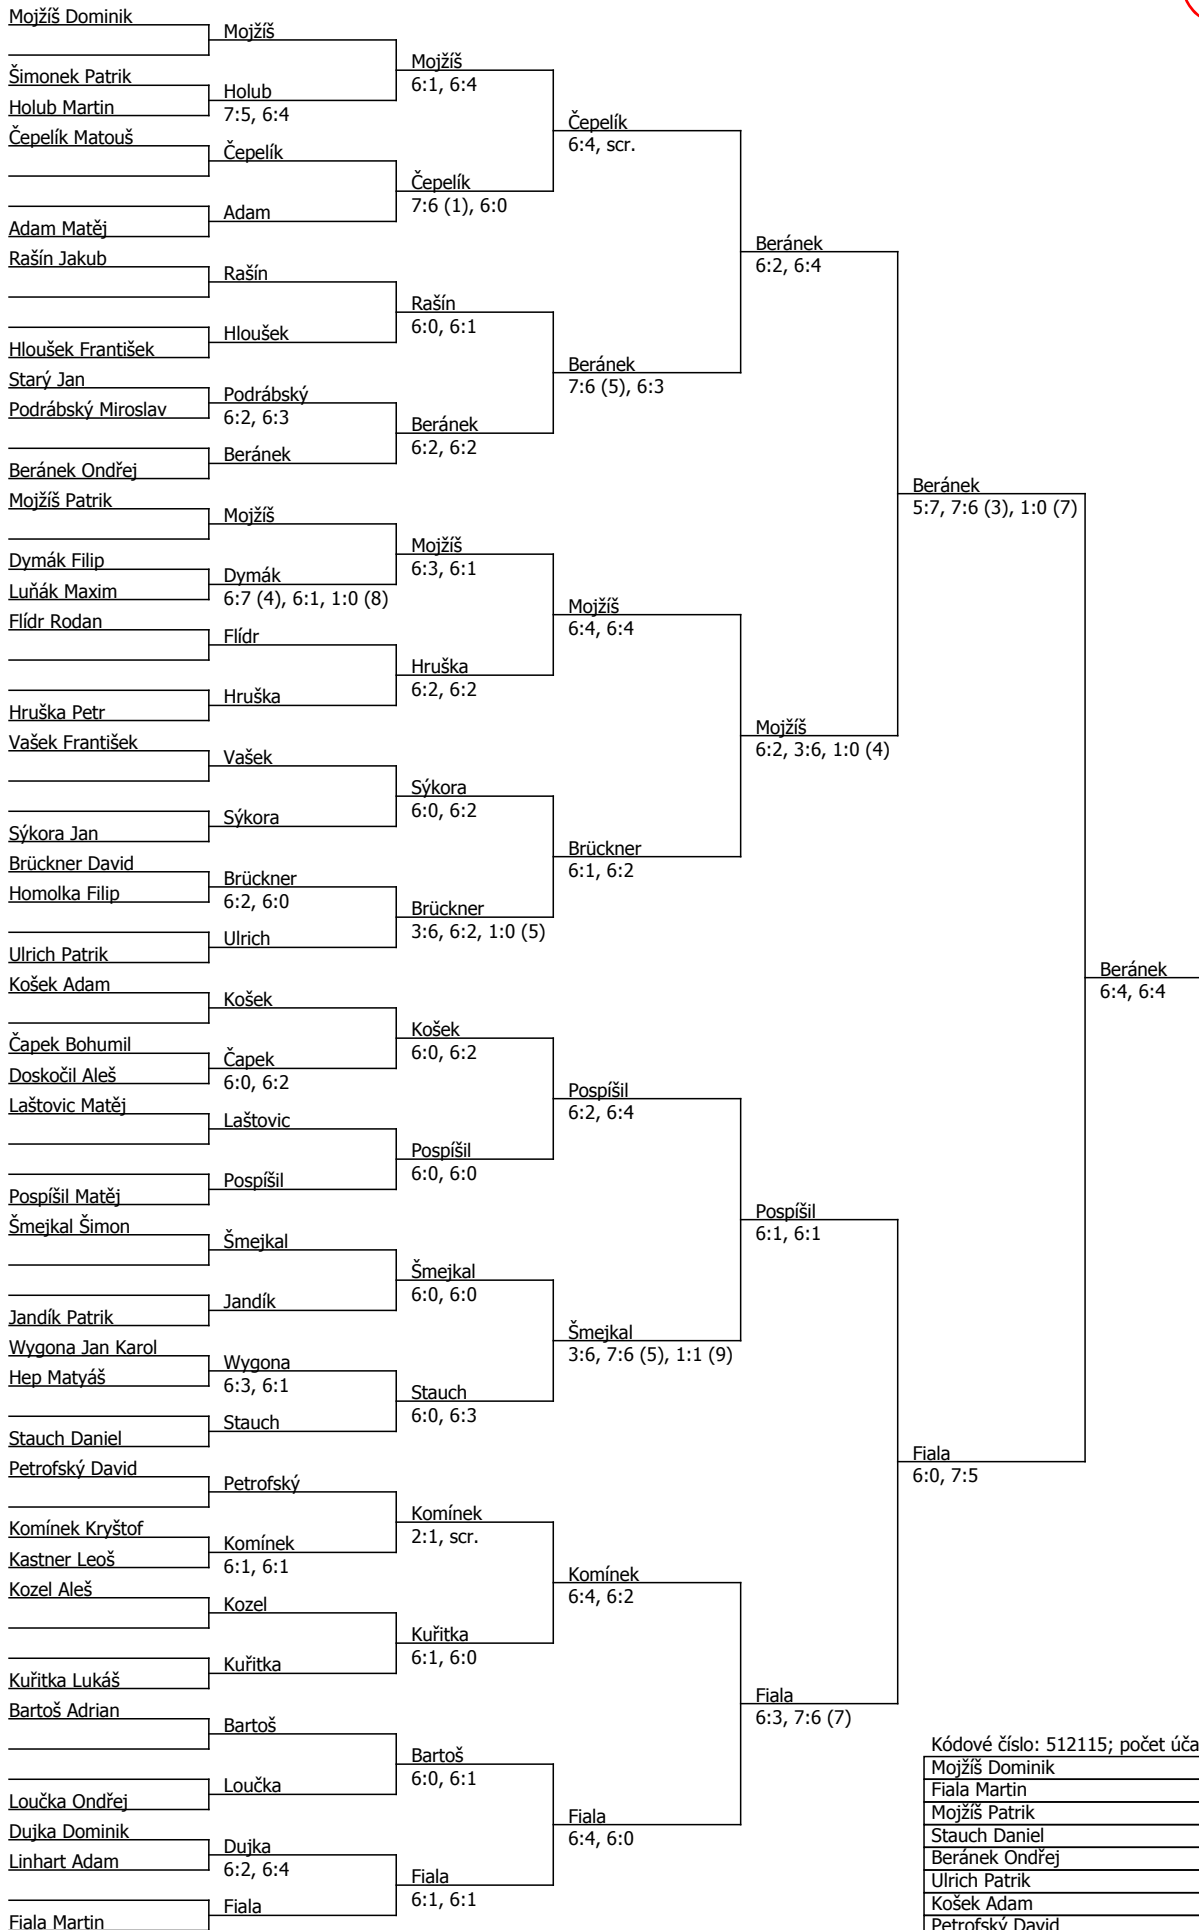 Mojžíš Dominik
Mojžíš
Mojžíš
6:1, 6:4
Šimonek Patrik
Holub
7:5, 6:4
Holub Martin
Čepelík
6:4, scr.
Čepelík Matouš
Čepelík
Čepelík
7:6 (1), 6:0
Adam
Adam Matěj
Beránek
6:2, 6:4
Rašín Jakub
Rašín
Rašín
6:0, 6:1
Hloušek
Hloušek František
Beránek
7:6 (5), 6:3
Starý Jan
Podrábský
6:2, 6:3
Podrábský Miroslav
Beránek
6:2, 6:2
Beránek
Beránek Ondřej
Beránek
5:7, 7:6 (3), 1:0 (7)
Mojžíš Patrik
Mojžíš
Mojžíš
6:3, 6:1
Dymák Filip
Dymák
6:7 (4), 6:1, 1:0 (8)
Luňák Maxim
Mojžíš
6:4, 6:4
Flídr Rodan
Flídr
Hruška
6:2, 6:2
Hruška
Hruška Petr
Mojžíš
6:2, 3:6, 1:0 (4)
Vašek František
Vašek
Sýkora
6:0, 6:2
Sýkora
Sýkora Jan
Brückner
6:1, 6:2
Brückner David
Brückner
6:2, 6:0
Homolka Filip
Brückner
3:6, 6:2, 1:0 (5)
Ulrich
Ulrich Patrik
Beránek
6:4, 6:4
Košek Adam
Košek
Košek
6:0, 6:2
Čapek Bohumil
Čapek
6:0, 6:2
Doskočil Aleš
Pospíšil
6:2, 6:4
Laštovic Matěj
Laštovic
Pospíšil
6:0, 6:0
Pospíšil
Pospíšil Matěj
Pospíšil
6:1, 6:1
Šmejkal Šimon
Šmejkal
Šmejkal
6:0, 6:0
Jandík
Jandík Patrik
Šmejkal
3:6, 7:6 (5), 1:1 (9)
Wygona Jan Karol
Wygona
6:3, 6:1
Hep Matyáš
Stauch
6:0, 6:3
Stauch
Stauch Daniel
Fiala
6:0, 7:5
Petrofský David
Petrofský
Komínek
2:1, scr.
Komínek Kryštof
Komínek
6:1, 6:1
Kastner Leoš
Komínek
6:4, 6:2
Kozel Aleš
Kozel
Kuřitka
6:1, 6:0
Kuřitka
Kuřitka Lukáš
Fiala
6:3, 7:6 (7)
Bartoš Adrian
Bartoš
Bartoš
6:0, 6:1
Loučka
Loučka Ondřej
Fiala
6:4, 6:0
Dujka Dominik
Dujka
6:2, 6:4
Linhart Adam
Fiala
6:1, 6:1
Fiala
Fiala Martin
Kódové číslo: 512115; počet úča
Mojžíš Dominik
Fiala Martin
Mojžíš Patrik
Stauch Daniel
Beránek Ondřej
Ulrich Patrik
Košek Adam
Petrofský David